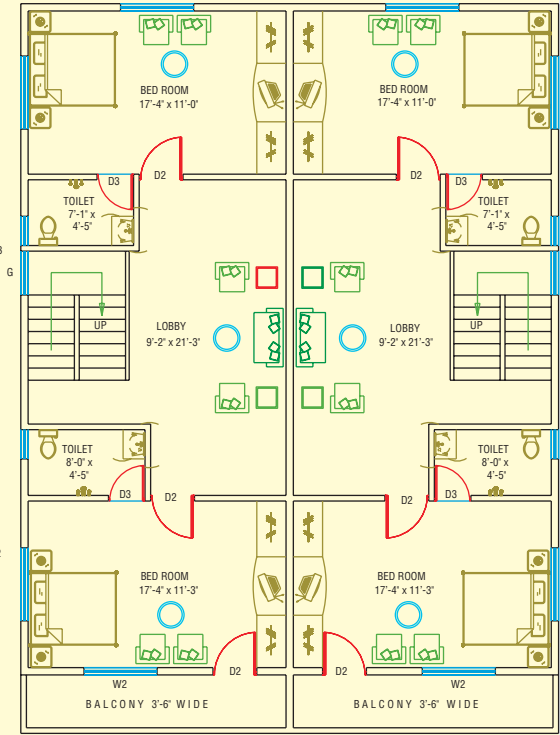 BED ROOM
17'-4" x 11'-0"
BED ROOM
17'-4" x 11'-0"
D3
D2
D2
D3
TOILET
7'-1" x
4'-5"
TOILET
7'-1" x
4'-5"
G
UP
LOBBY
9'-2" x 21'-3"
LOBBY
9'-2" x 21'-3"
UP
TOILET
8'-0" x
4'-5"
TOILET
8'-0" x
4'-5"
D3
D2
D2
D3
BED ROOM
17'-4" x 11'-3"
BED ROOM
17'-4" x 11'-3"
D2
D2
W2
W2
BALCONY 3'-6" WIDE
BALCONY 3'-6" WIDE